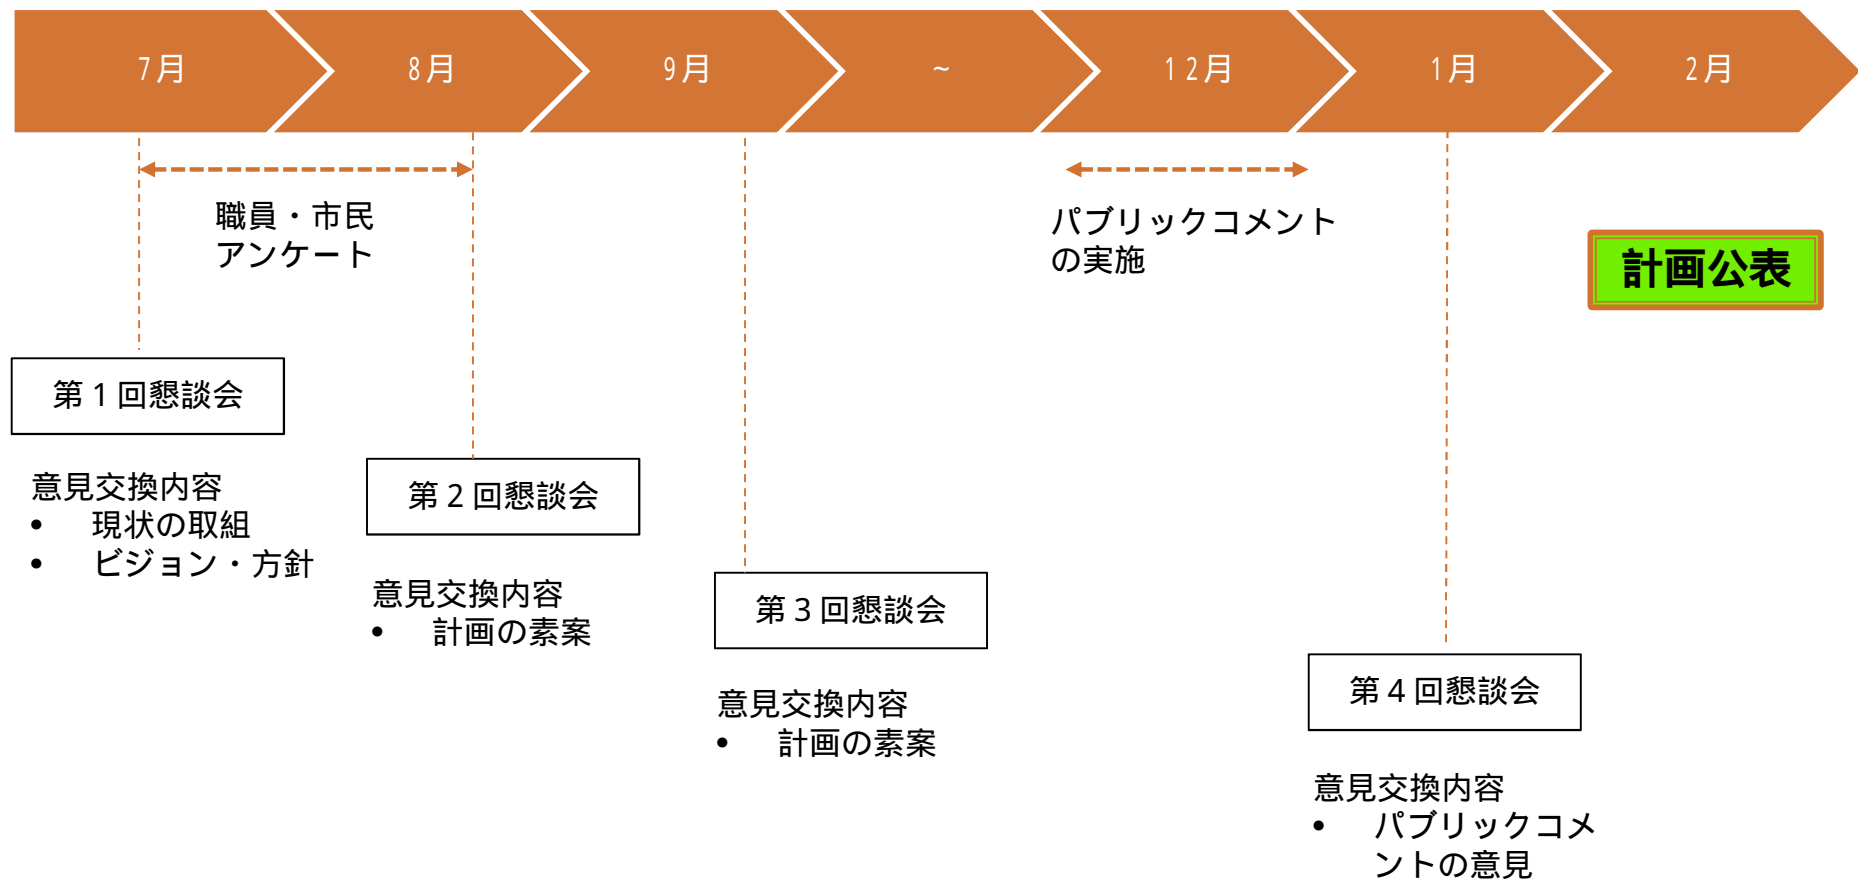 7月
8月
9月
~
12月
1月
2月
職員・市民
アンケート
パブリックコメント
の実施
計画公表
第1回懇談会
意見交換内容
• 現状の取組
• ビジョン・方針
第2回懇談会
意見交換内容
• 計画の素案
第3回懇談会
意見交換内容
• 計画の素案
第4回懇談会
意見交換内容
• パブリックコメ
ントの意見